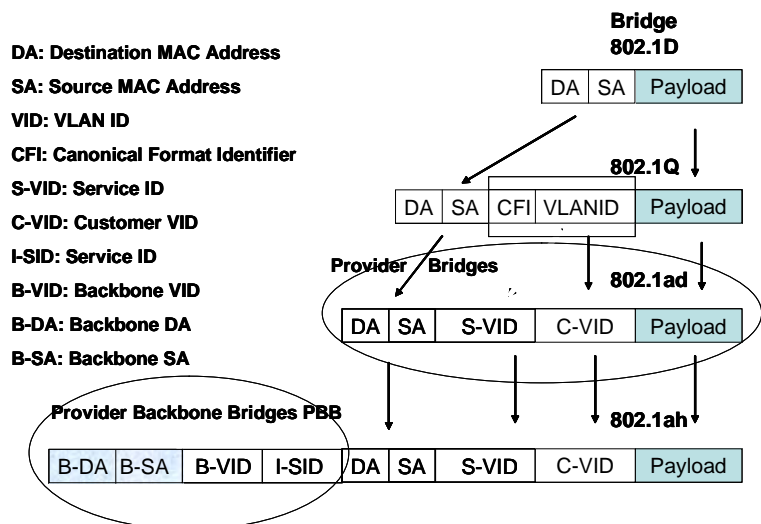 Bridge
802.1D
DA: Destination MAC Address
SA: Source MAC Address
VID: VLAN ID
CFI: Canonical Format Identifier
S-VID: Service ID
C-VID: Customer VID
I-SID: Service ID
B-VID: Backbone VID
B-DA: Backbone DA
B-SA: Backbone SA
DA SA Payload
802.1Q
DA SA CFI VLANID Payload
Provider Bridges
802.1ad
DA SA S-VID C-VID Payload
Provider Backbone Bridges PBB
802.1ah
B-DA B-SA B-VID I-SID DA SA S-VID C-VID Payload